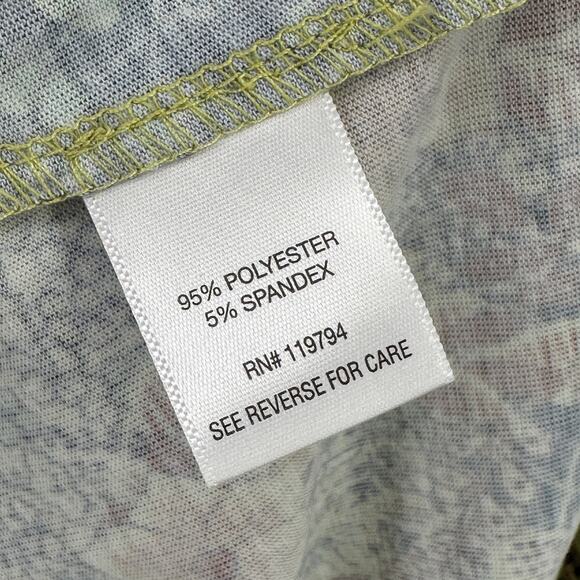 95% POLYESTER
5% SPANDEX
RN# 119794
SEE REVERSE FOR CARE